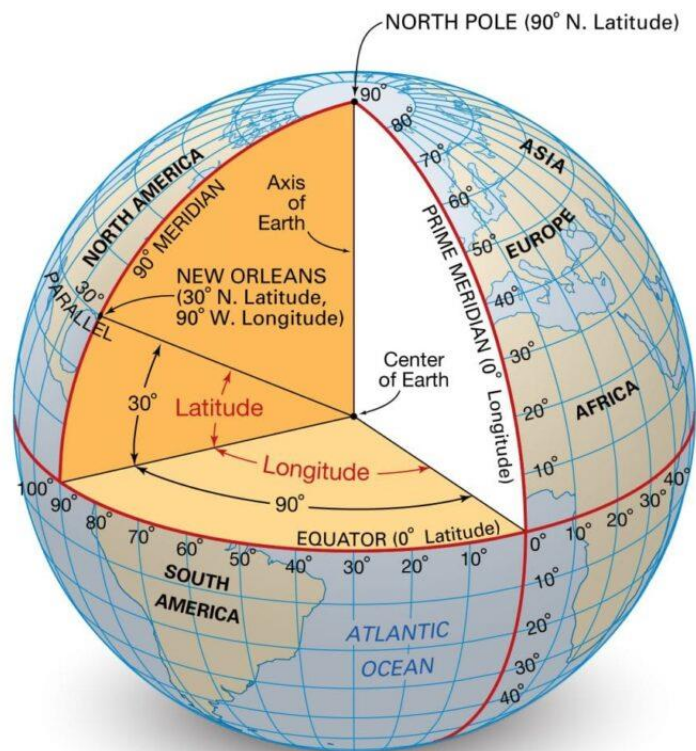 NORTH POLE (90° N. Latitude)
90°
80°
70°
60°
50°
40°
30°
20°
10°
ASIA
EUROPE
AFRICA
NORTH AMERICA
90° MERIDIAN
Axis
of
Earth
PRIME MERIDIAN (0° Longitude)
30°
PARALLEL
NEW ORLEANS
(30° N. Latitude,
90° W. Longitude)
Center
of Earth
30°
Latitude
Longitude
90°
EQUATOR (0° Latitude)
100°
90°
80°
70°
60°
50°
40°
30°
20°
10°
0°
10°
20°
30°
40°
10°
20°
30°
40°
SOUTH
AMERICA
ATLANTIC
OCEAN